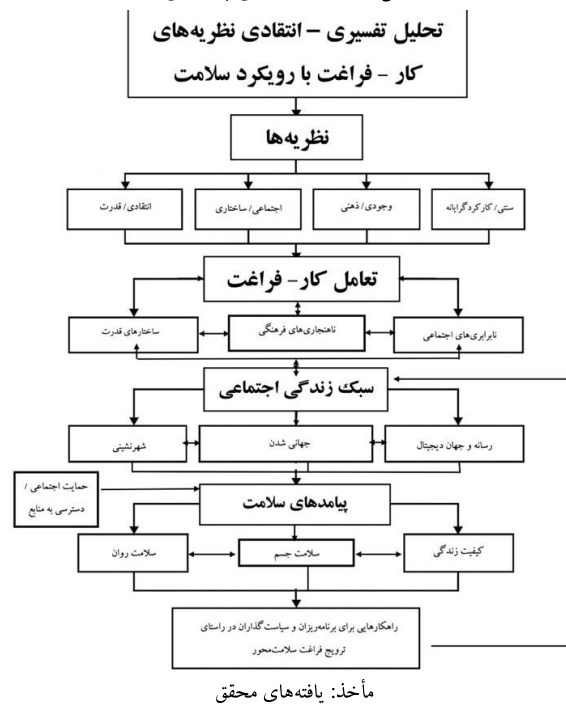 تحلیل تفسیری – انتقادی نظریه‌های
کار – فراغت با رویکرد سلامت
نظریه‌ها
سنتی/ کارکردگرایانه
وجودی/ ذهنی
اجتماعی/ ساختاری
انتقادی/ قدرت
تعامل کار- فراغت
نابرابری‌های اجتماعی
ناهنجاری‌های فرهنگی
ساختارهای قدرت
سبک زندگی اجتماعی
رسانه و جهان دیجیتال
جهانی شدن
شهرنشینی
حمایت اجتماعی /
دسترسی به منابع
پیامدهای سلامت
کیفیت زندگی
سلامت جسم
سلامت روان
راهکارهایی برای برنامه‌ریزان و سیاست‌گذاران در راستای
ترویج فراغت سلامت‌محور
مأخذ: یافته‌های محقق